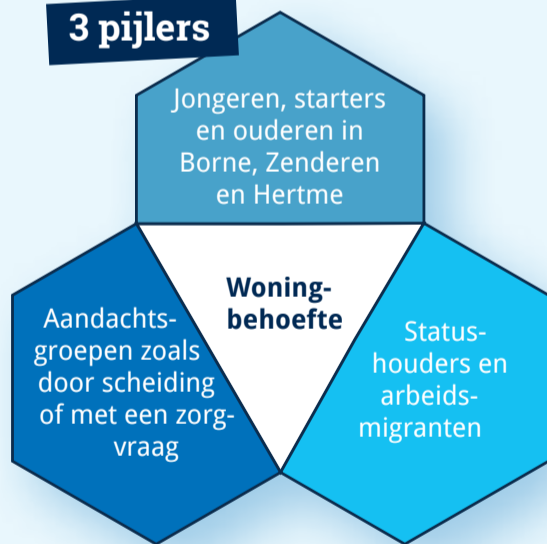 3 pijlers
Jongeren, starters
en ouderen in
Borne, Zenderen
en Hertme
Woning-
behoefte
Aandachts-
groepen zoals
door scheiding
of met een zorg-
vraag
Status-
houders en
arbeids-
migranten